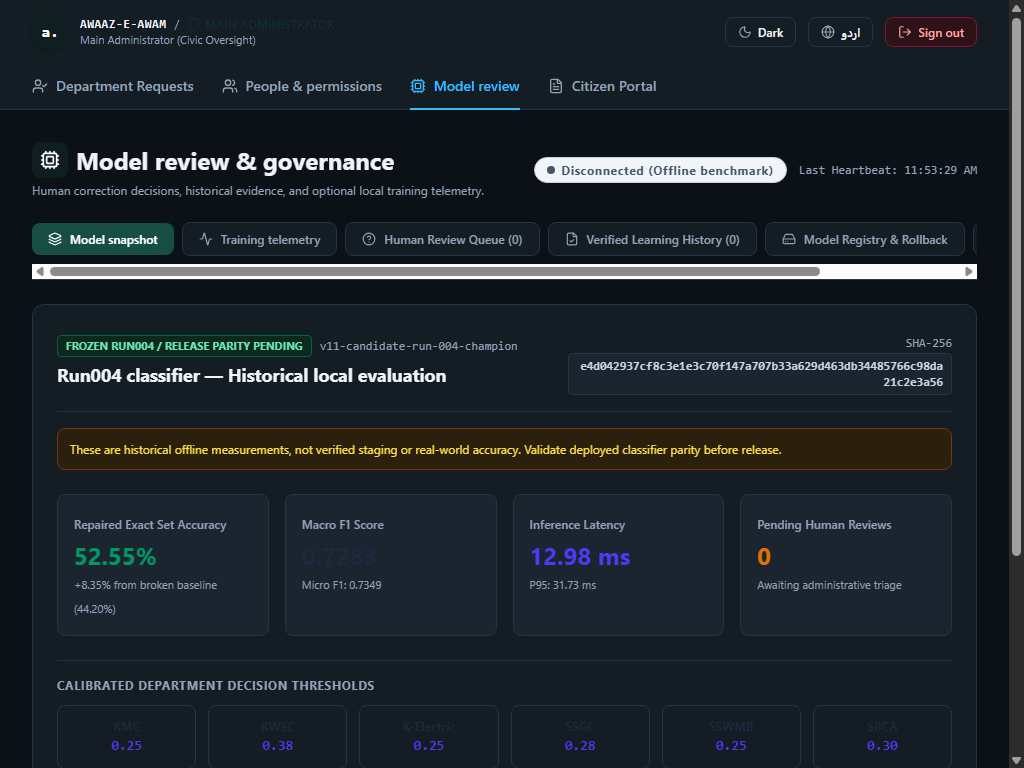 a.
AWAAZ-E-AWAM / MAIN ADMINISTRATOR
Main Administrator (Civic Oversight)
Dark
اردو
Sign out
Department Requests
People & permissions
Model review
Citizen Portal
Model review & governance
Human correction decisions, historical evidence, and optional local training telemetry.
Disconnected (Offline benchmark)
Last Heartbeat: 11:53:29 AM
Model snapshot
Training telemetry
Human Review Queue (0)
Verified Learning History (0)
Model Registry & Rollback
FROZEN RUN004 / RELEASE PARITY PENDING
v11-candidate-run-004-champion
Run004 classifier — Historical local evaluation
SHA-256
e4d042937cf8c3e1e3c70f147a707b33a629d463db34485766c98da
21c2e3a56
These are historical offline measurements, not verified staging or real-world accuracy. Validate deployed classifier parity before release.
Repaired Exact Set Accuracy
52.55%
+8.35% from broken baseline
(44.20%)
Macro F1 Score
0.7283
Micro F1: 0.7349
Inference Latency
12.98 ms
P95: 31.73 ms
Pending Human Reviews
0
Awaiting administrative triage
CALIBRATED DEPARTMENT DECISION THRESHOLDS
KMC
0.25
KWSC
0.38
K-Electric
0.25
SSGC
0.28
SSWMB
0.25
SBCA
0.30